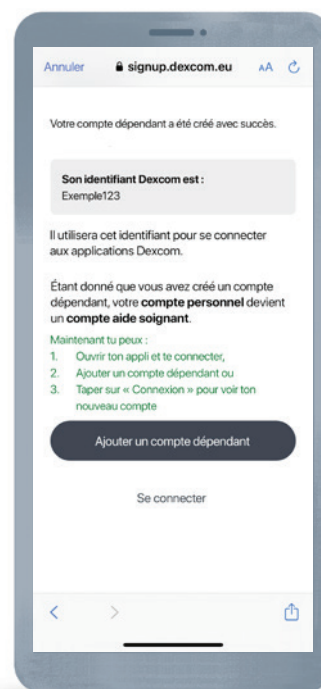 Annuler signup.dexcom.eu AA
Votre compte dépendant a été créé avec succès.
Son identifiant Dexcom est :
Exemple123
Il utilisera cet identifiant pour se connecter
aux applications Dexcom.
Étant donné que vous avez créé un compte
dépendant, votre compte personnel devient
un compte aide soignant.
Maintenant tu peux :
1. Ouvrir ton appli et te connecter,
2. Ajouter un compte dépendant ou
3. Taper sur « Connexion » pour voir ton
nouveau compte
Ajouter un compte dépendant
Se connecter